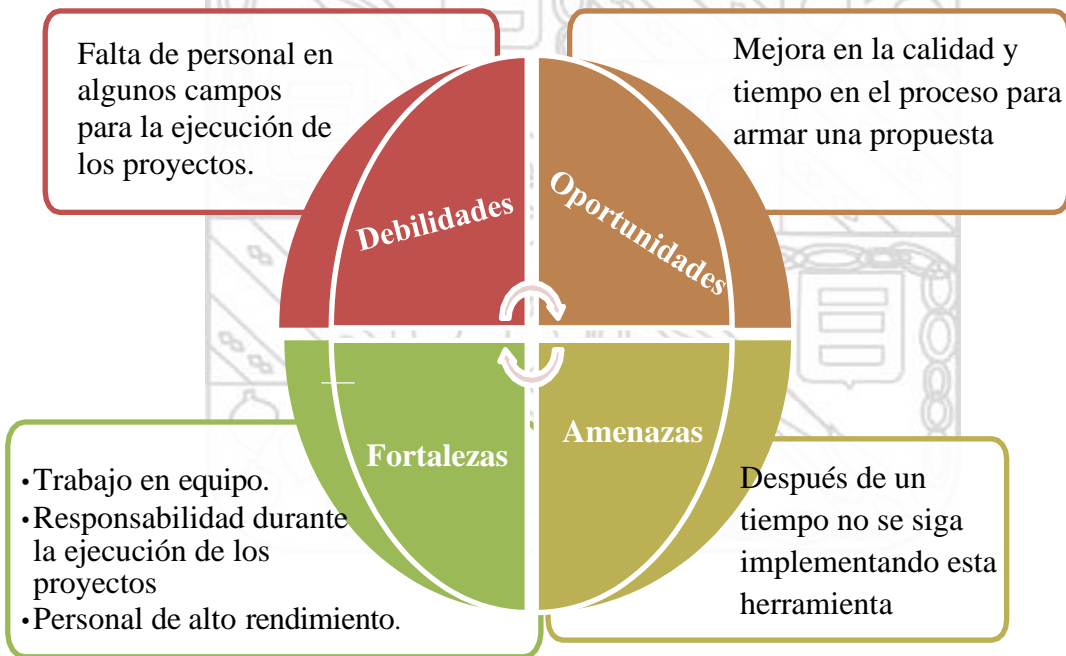 Falta de personal en
algunos campos
para la ejecución de
los proyectos.
Debilidades
Mejora en la calidad y
tiempo en el proceso para
armar una propuesta
Oportunidades
Fortalezas
•Trabajo en equipo.
•Responsabilidad durante
la ejecución de los
proyectos
•Personal de alto rendimiento.
Amenazas
Después de un
tiempo no se siga
implementando esta
herramienta